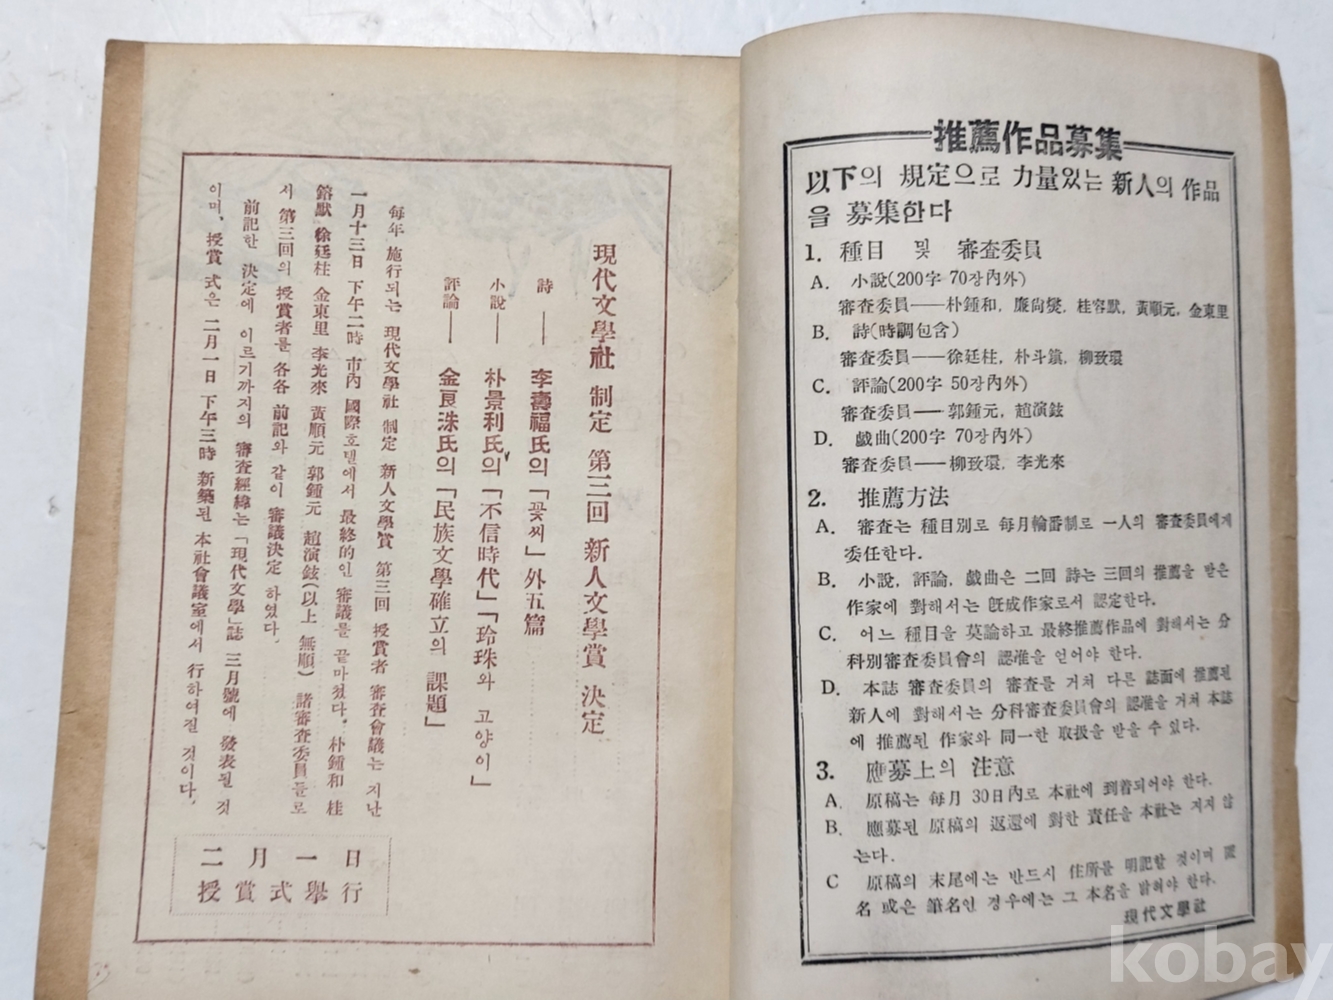 現代文學社 制定 第三回 新人文學賞 決定
詩 —— 李壽福氏의「꽃씨」外五篇
小說 —— 朴景利氏의「不信時代」「玲珠와 고양이」
評論 —— 金良洙氏의「民族文學確立의 課題」
每年 施行되는 現代文學社 制定 新人文學賞 第三回 授賞者 審査會議는 지난
一月十三日 下午二時 市內 國際호텔에서 最終的인 審議를 끝마쳤다. 朴鍾和 桂
鎔默 徐廷柱 金東里 李光來 黃順元 郭鍾元 趙演鉉(以上 無順) 諸審査委員들로
서 第三回의 授賞者를 各各 前記와 같이 審議決定 하였다.
前記한 決定에 이르기까지의 審査經緯는「現代文學」誌 三月號에 發表될 것
이며, 授賞 式은 二月一日 下午三時 新築된 本社會議室에서 行하여질 것이다.
二月一日
授賞式擧行
推薦作品募集
以下의 規定으로 力量있는 新人의 作品
을 募集한다
1. 種目 및 審査委員
A. 小說(200字 70장內外)
審査委員——朴鍾和, 廉尙燮, 桂容默, 黃順元, 金東里
B. 詩(時調包含)
審査委員——徐廷柱, 朴斗鎭, 柳致環
C. 評論(200字 50장內外)
審査委員——郭鍾元, 趙演鉉
D. 戱曲(200字 70장內外)
審査委員——柳致環, 李光來
2. 推薦方法
A. 審査는 種目別로 每月輪番制로 一人의 審査委員에게
委任한다.
B. 小說, 評論, 戱曲은 二回 詩는 三回의 推薦을 받은
作家에 對해서는 旣成作家로서 認定한다.
C. 어느 種目을 莫論하고 最終推薦作品에 對해서는 分
科別審査委員會의 認准을 얻어야 한다.
D. 本誌 審査委員의 審査를 거쳐 다른 誌面에 推薦된
新人에 對해서는 分科審査委員會의 認准을 거쳐 本誌
에 推薦된 作家와 同一한 取扱을 받을 수 있다.
3. 應募上의 注意
A. 原稿는 每月 30日內로 本社에 到着되어야 한다.
B. 應募된 原稿의 返還에 對한 責任을 本社는 지지 않
는다.
C 原稿의 末尾에는 반드시 住所를 明記할 것이며 匿
名 或은 筆名인 경우에는 그 本名을 밝혀야 한다.
現代文學社
kobay